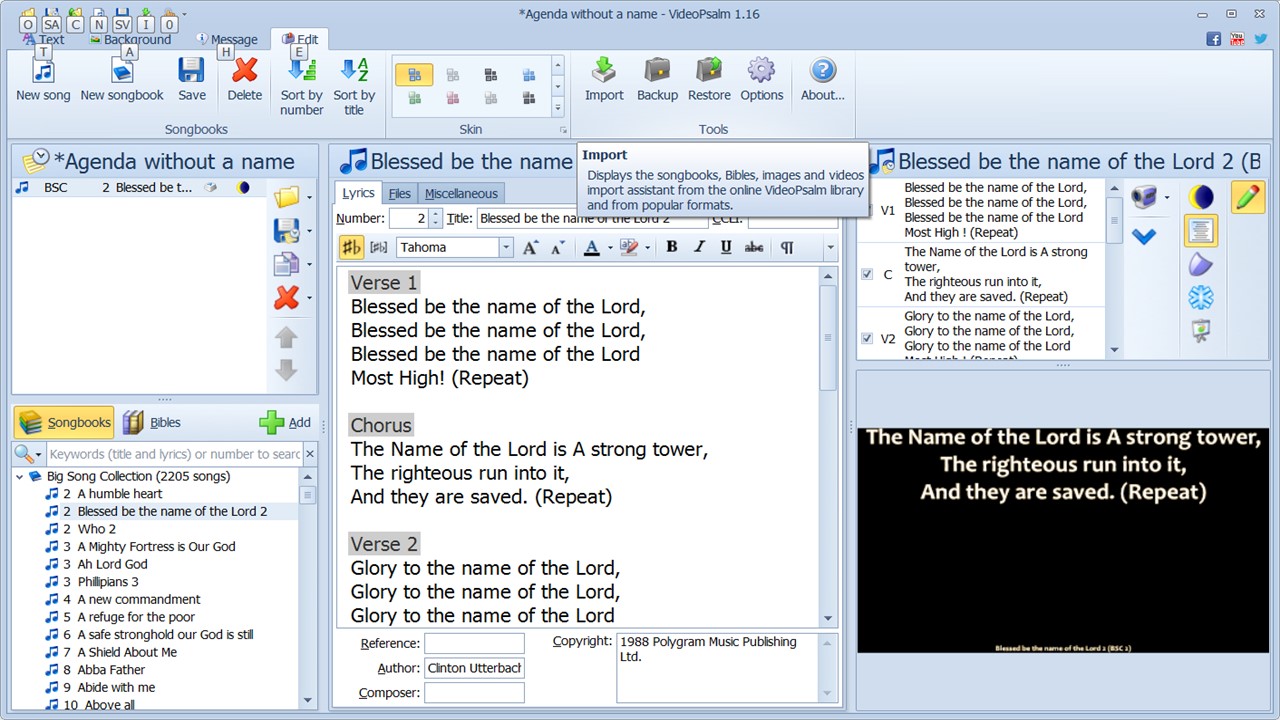 *Agenda without a name - VideoPsalm 1.16
O SA C N SV I 0
Text Background Message Edit
T A H E
New song New songbook Save Delete Sort by number Sort by title
Songbooks
Skin
Import Backup Restore Options About...
Tools
Import
Displays the songbooks, Bibles, images and videos
import assistant from the online VideoPsalm library
and from popular formats.
*Agenda without a name
BSC 2 Blessed be t...
Songbooks Bibles Add
Keywords (title and lyrics) or number to searc
Big Song Collection (2205 songs)
2 A humble heart
2 Blessed be the name of the Lord 2
2 Who 2
3 A Mighty Fortress is Our God
3 Ah Lord God
3 Phillipians 3
4 A new commandment
5 A refuge for the poor
6 A safe stronghold our God is still
7 A Shield About Me
8 Abba Father
9 Abide with me
10 Above all
Blessed be the name
Lyrics Files Miscellaneous
Number: 2 Title: Blessed be the name of the Lord 2 CCLI:
Tahoma A A A B I U abc ¶
Verse 1
Blessed be the name of the Lord,
Blessed be the name of the Lord,
Blessed be the name of the Lord
Most High! (Repeat)
Chorus
The Name of the Lord is A strong tower,
The righteous run into it,
And they are saved. (Repeat)
Verse 2
Glory to the name of the Lord,
Glory to the name of the Lord,
Glory to the name of the Lord
Reference:
Author: Clinton Utterbach
Composer:
Copyright: 1988 Polygram Music Publishing
Ltd.
Blessed be the name of the Lord 2 (B
V1
Blessed be the name of the Lord,
Blessed be the name of the Lord,
Blessed be the name of the Lord
Most High ! (Repeat)
C
The Name of the Lord is A strong
tower,
The righteous run into it,
And they are saved. (Repeat)
V2
Glory to the name of the Lord,
Glory to the name of the Lord,
Glory to the name of the Lord
Most High ! (Repeat)
The Name of the Lord is A strong tower,
The righteous run into it,
And they are saved. (Repeat)
Blessed be the name of the Lord 2 (BSC 2)